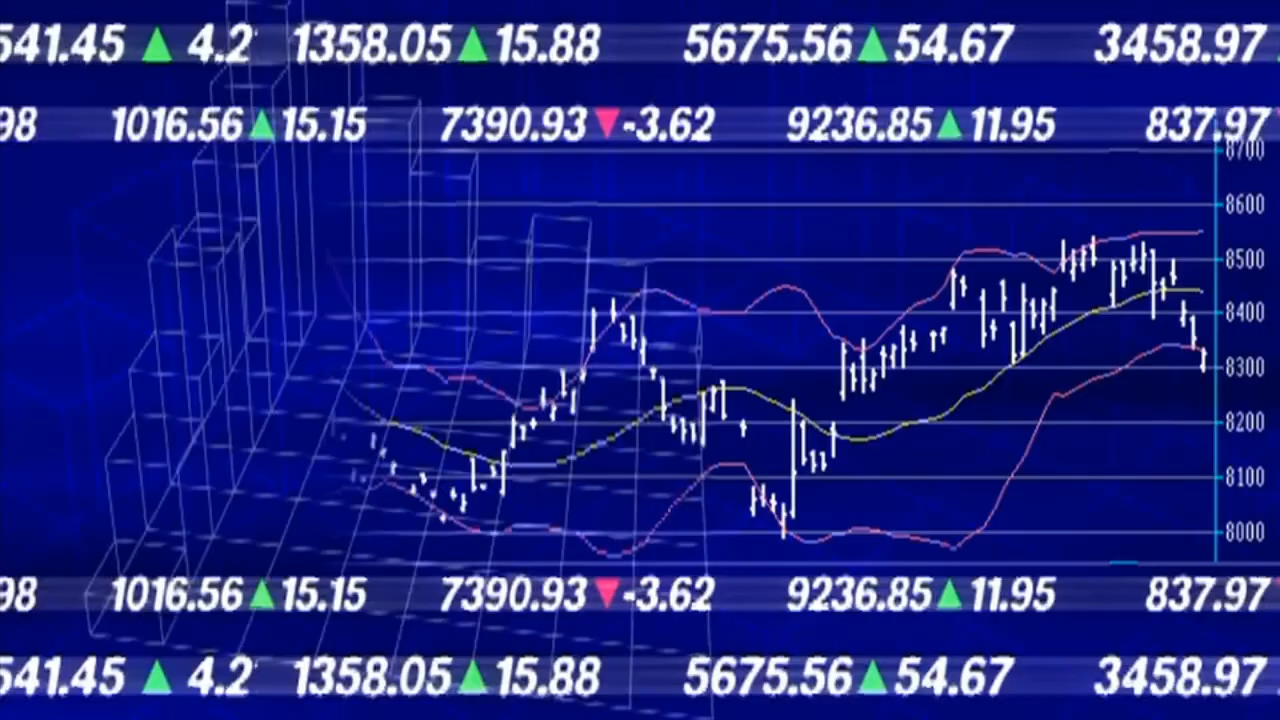 541.45 ▲ 4.2 1358.05 ▲ 15.88 5675.56 ▲ 54.67 3458.97
98 1016.56 ▲ 15.15 7390.93 ▼ -3.62 9236.85 ▲ 11.95 837.97
8700
8600
8500
8400
8300
8200
8100
8000
98 1016.56 ▲ 15.15 7390.93 ▼ -3.62 9236.85 ▲ 11.95 837.97
541.45 ▲ 4.2 1358.05 ▲ 15.88 5675.56 ▲ 54.67 3458.97